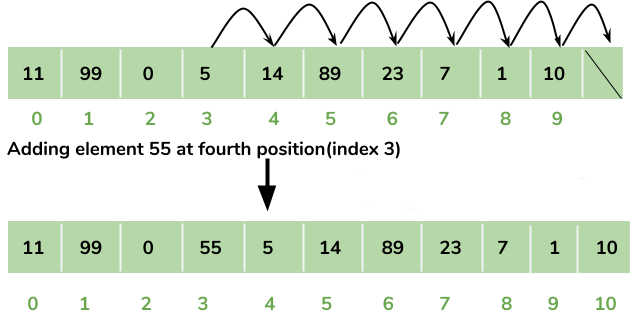 11 99 0 5 14 89 23 7 1 10
0 1 2 3 4 5 6 7 8 9
Adding element 55 at fourth position(index 3)
11 99 0 55 5 14 89 23 7 1 10
0 1 2 3 4 5 6 7 8 9 10